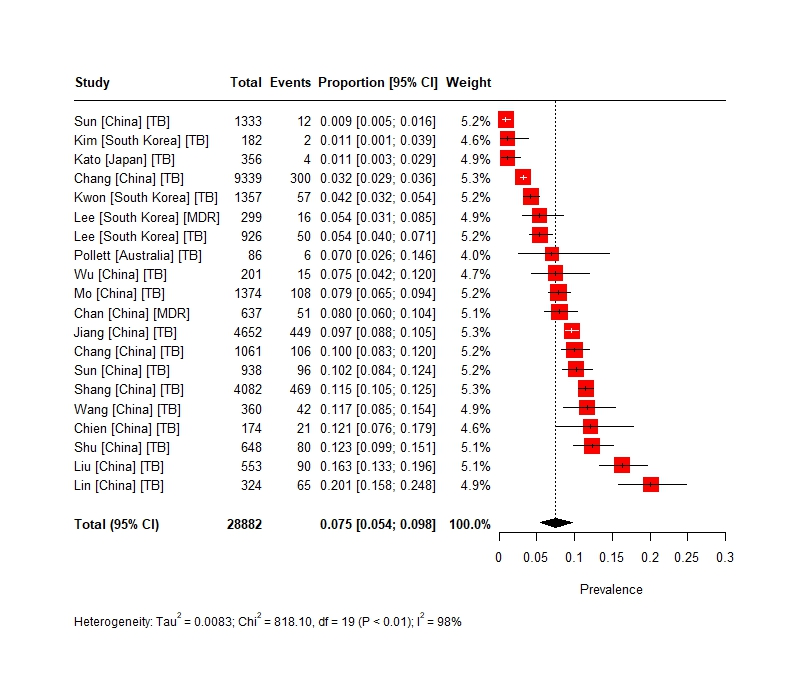 Study Total Events Proportion [95% CI] Weight
Sun [China] [TB] 1333 12 0.009 [0.005; 0.016] 5.2%
Kim [South Korea] [TB] 182 2 0.011 [0.001; 0.039] 4.6%
Kato [Japan] [TB] 356 4 0.011 [0.003; 0.029] 4.9%
Chang [China] [TB] 9339 300 0.032 [0.029; 0.036] 5.3%
Kwon [South Korea] [TB] 1357 57 0.042 [0.032; 0.054] 5.2%
Lee [South Korea] [MDR] 299 16 0.054 [0.031; 0.085] 4.9%
Lee [South Korea] [TB] 926 50 0.054 [0.040; 0.071] 5.2%
Pollett [Australia] [TB] 86 6 0.070 [0.026; 0.146] 4.0%
Wu [China] [TB] 201 15 0.075 [0.042; 0.120] 4.7%
Mo [China] [TB] 1374 108 0.079 [0.065; 0.094] 5.2%
Chan [China] [MDR] 637 51 0.080 [0.060; 0.104] 5.1%
Jiang [China] [TB] 4652 449 0.097 [0.088; 0.105] 5.3%
Chang [China] [TB] 1061 106 0.100 [0.083; 0.120] 5.2%
Sun [China] [TB] 938 96 0.102 [0.084; 0.124] 5.2%
Shang [China] [TB] 4082 469 0.115 [0.105; 0.125] 5.3%
Wang [China] [TB] 360 42 0.117 [0.085; 0.154] 4.9%
Chien [China] [TB] 174 21 0.121 [0.076; 0.179] 4.6%
Shu [China] [TB] 648 80 0.123 [0.099; 0.151] 5.1%
Liu [China] [TB] 553 90 0.163 [0.133; 0.196] 5.1%
Lin [China] [TB] 324 65 0.201 [0.158; 0.248] 4.9%
Total (95% CI) 28882 0.075 [0.054; 0.098] 100.0%
0 0.05 0.1 0.15 0.2 0.25 0.3
Prevalence
Heterogeneity: Tau² = 0.0083; Chi² = 818.10, df = 19 (P < 0.01); I² = 98%